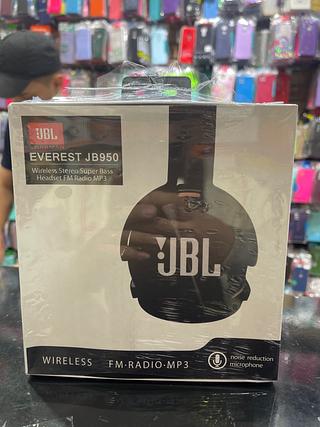 JBL
EVEREST JB950
Wireless Stereo Super Bass
Headset FM Radio MP3
JBL
WIRELESS FM·RADIO·MP3
noise reduction
microphone